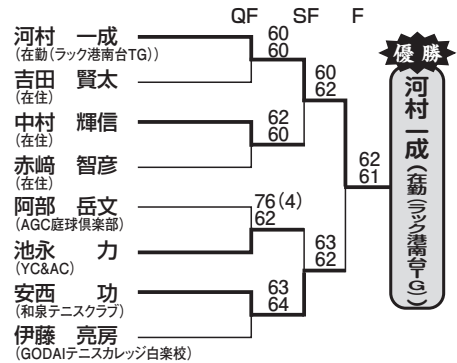 QF SF F
河村 一成
(在勤(ラック港南台TG))
吉田 賢太
(在住)
中村 輝信
(在住)
赤﨑 智彦
(在住)
阿部 岳文
(AGC庭球倶楽部)
池永 力
(YC&AC)
安西 功
(和泉テニスクラブ)
伊藤 亮房
(GODAIテニスカレッジ白楽校)
60
60
62
60
76(4)
62
63
64
60
62
63
62
62
61
優勝
河村 一成(在勤(ラック港南台TG))